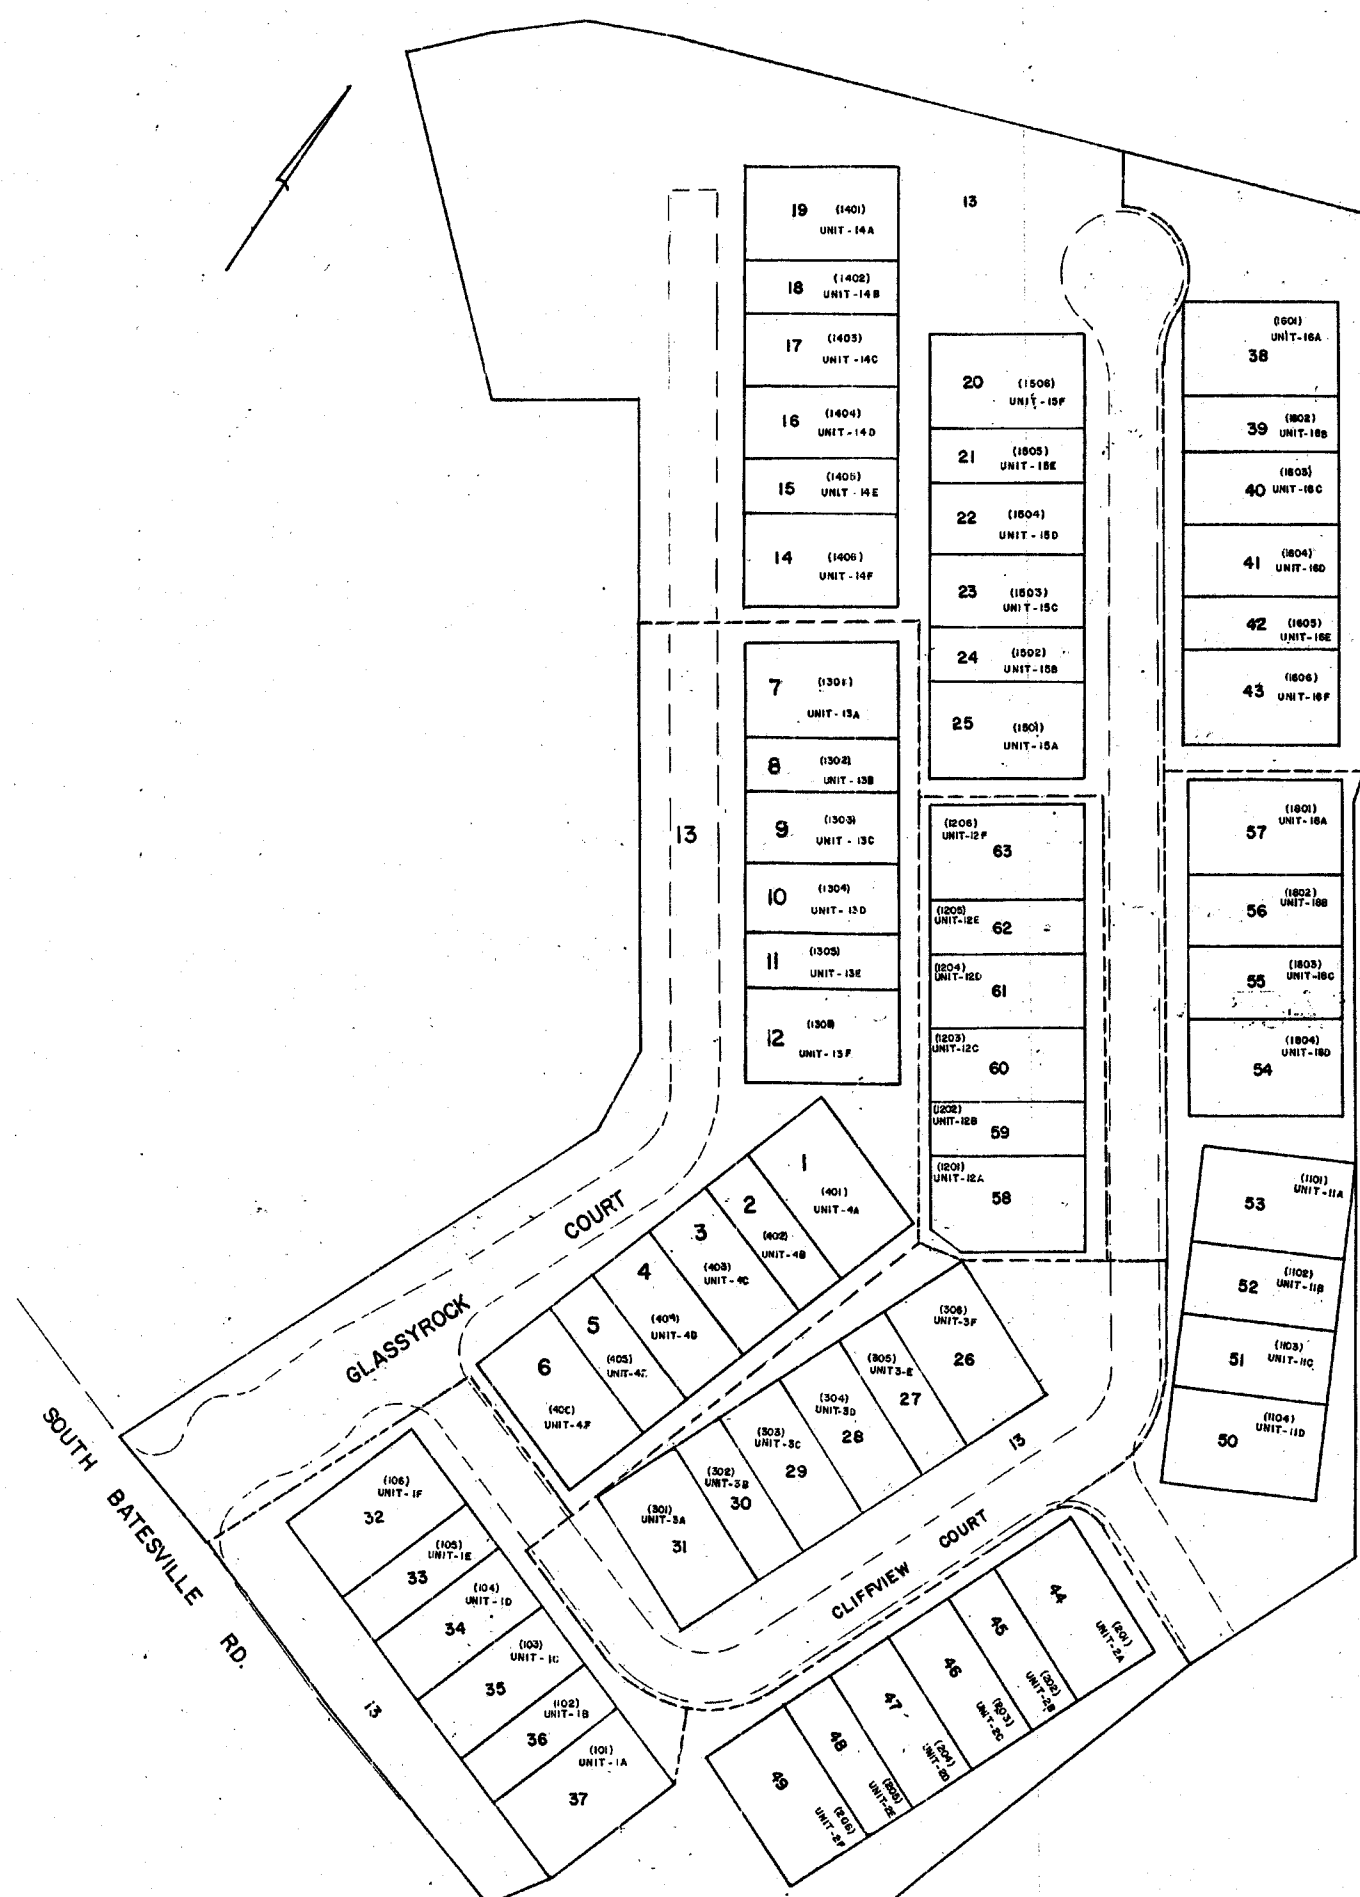 13
19 (1401)
UNIT-14A
18 (1402)
UNIT-14B
17 (1403)
UNIT-14C
16 (1404)
UNIT-14D
15 (1405)
UNIT-14E
14 (1406)
UNIT-14F
20 (1506)
UNIT-15F
21 (1505)
UNIT-15E
22 (1504)
UNIT-15D
23 (1503)
UNIT-15C
24 (1502)
UNIT-15B
25 (1501)
UNIT-15A
(1601)
UNIT-16A
38
39 (1602)
UNIT-16B
(1603)
40 UNIT-16C
41 (1604)
UNIT-16D
42 (1605)
UNIT-16E
43 (1606)
UNIT-16F
7 (1301)
UNIT-13A
8 (1302)
UNIT-13B
9 (1303)
UNIT-13C
10 (1304)
UNIT-13D
11 (1305)
UNIT-13E
12
UNIT-13F
13
(1206)
UNIT-12F
63
(1205)
UNIT-12E
62
(1204)
UNIT-12D
61
(1203)
UNIT-12C
60
(1202)
UNIT-12B
59
(1201)
UNIT-12A
58
57 (1801)
UNIT-18A
56 (1802)
UNIT-18B
55 (1803)
UNIT-18C
(1804)
UNIT-18D
54
53 (1101)
UNIT-11A
52 (1102)
UNIT-11B
51 (1103)
UNIT-11C
50 (1104)
UNIT-11D
1
(401)
UNIT-4A
2
(402)
UNIT-4B
3
(403)
UNIT-4C
4
(404)
UNIT-4D
5
(405)
6
UNIT-4F
GLASSYROCK COURT
(306)
UNIT-3F
26
(305)
UNIT3-E
27
(304)
UNIT-3D
28
(303)
UNIT-3C
29
(302)
UNIT-3B
30
(301)
UNIT-3A
31
13
CLIFFVIEW COURT
(106)
UNIT-1F
32
(105)
UNIT-1E
33
(104)
UNIT-1D
34
(103)
UNIT-1C
35
(102)
UNIT-1B
36
(101)
UNIT-1A
37
13
SOUTH BATESVILLE RD.
44
(201)
UNIT-2A
45
(202)
UNIT-2B
46
(203)
UNIT-2C
47
(204)
UNIT-2D
48
(205)
UNIT-2E
49
(206)
UNIT-2F